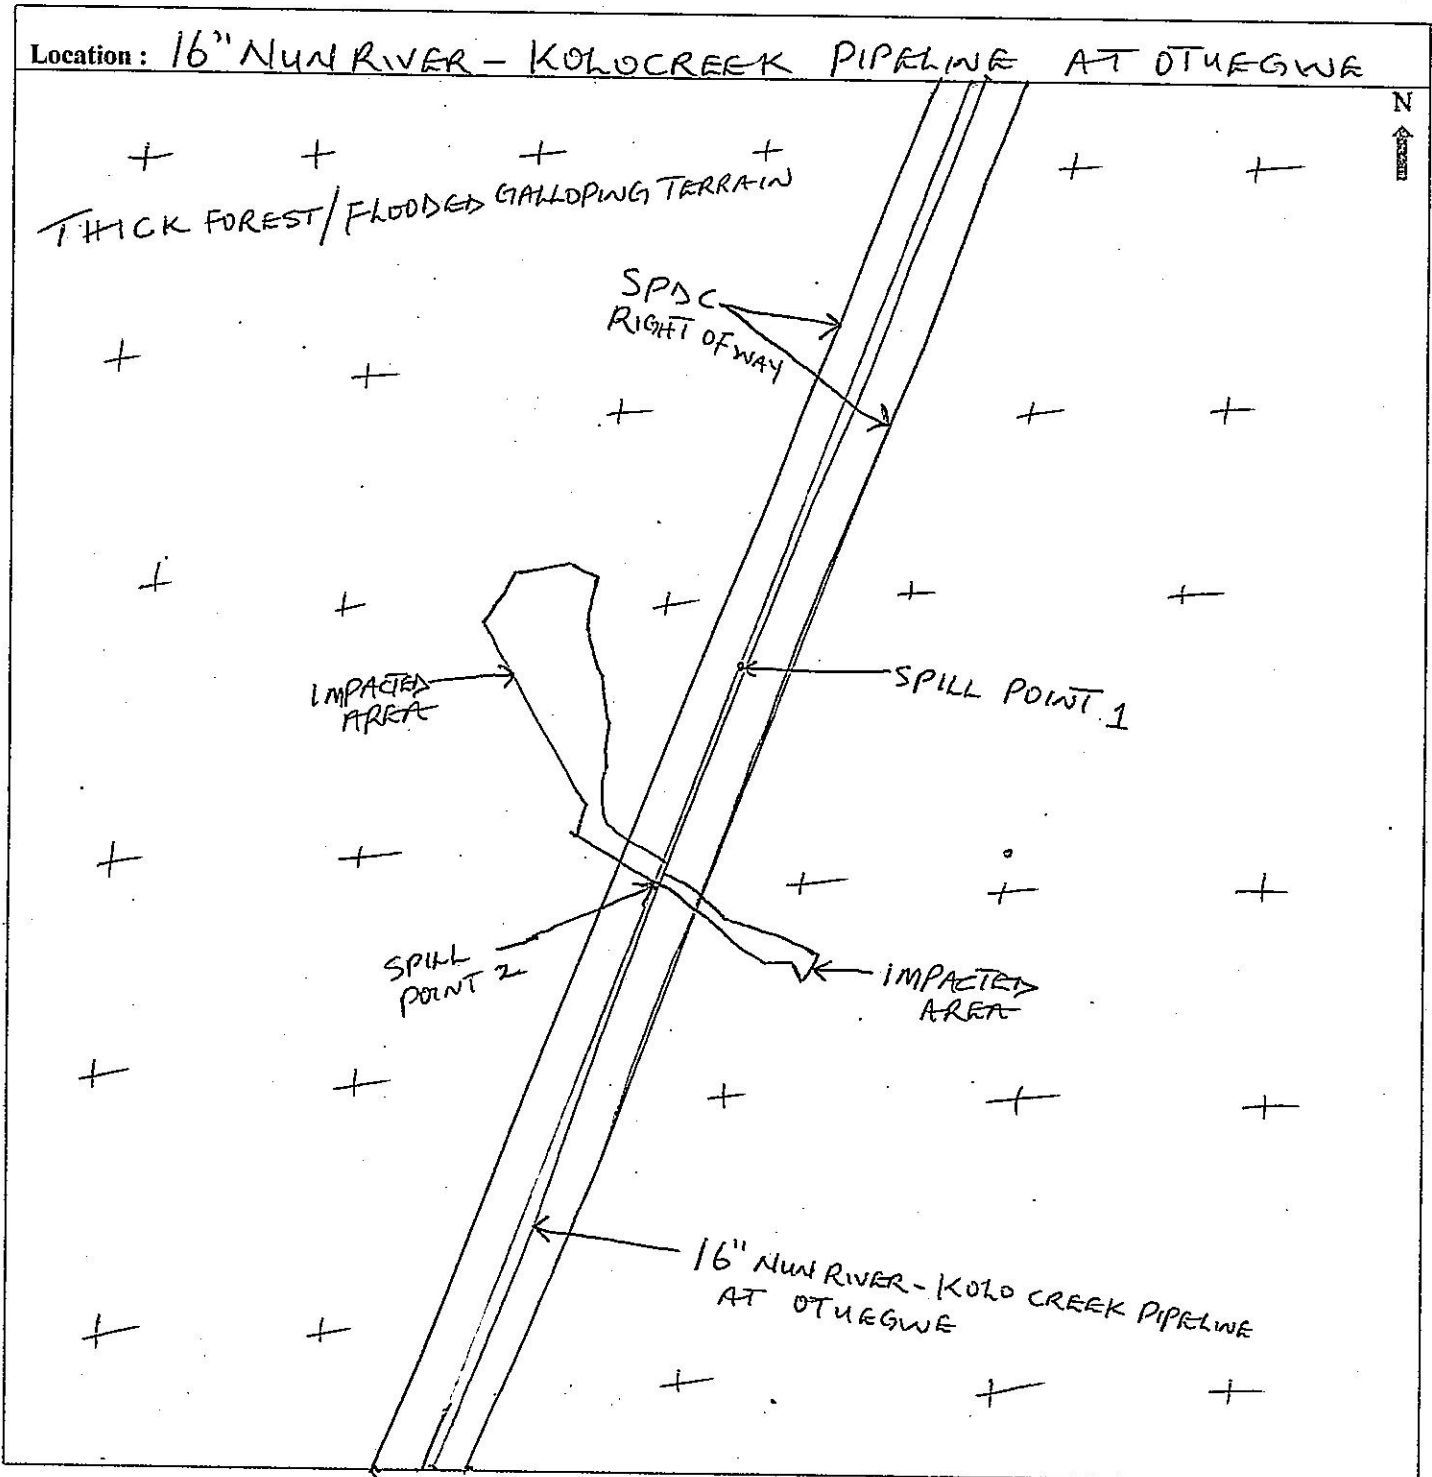 Location : 16" NUN RIVER - KOLOCREEK PIPELINE AT OTUEGWE
N
THICK FOREST/FLOODED GALLOPING TERRAIN
SPDC
RIGHT OF WAY
IMPACTED
AREA
SPILL POINT 1
SPILL
POINT 2
IMPACTED
AREA
16" NUN RIVER - KOLO CREEK PIPELINE
AT OTUEGWE